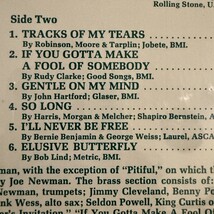 Rolling Stone, U.
Side Two
1. TRACKS OF MY TEARS
By Robinson, Moore & Tarplin; Jobete, BMI.
2. IF YOU GOTTA MAKE
A FOOL OF SOMEBODY
By Rudy Clarke; Good Songs, BMI.
3. GENTLE ON MY MIND
By John Hartford; Glaser, BMI.
4. SO LONG
By Harris, Morgan & Melcher; Shapiro Bernstein, A
5. I'LL NEVER BE FREE
By Bernie Benjamin & George Weiss; Laurel, ASCA
6. ELUSIVE BUTTERFLY
By Bob Lind; Metric, BMI.
man, with the exception of "Pitiful," on which th
y Joe Newman. The brass section consists of:
Newman, trumpets; Jimmy Cleveland, Benny Po
nk Wess, Seldon Powell, King Curtis o
's Invitation," "If You Gotta Make A Fool